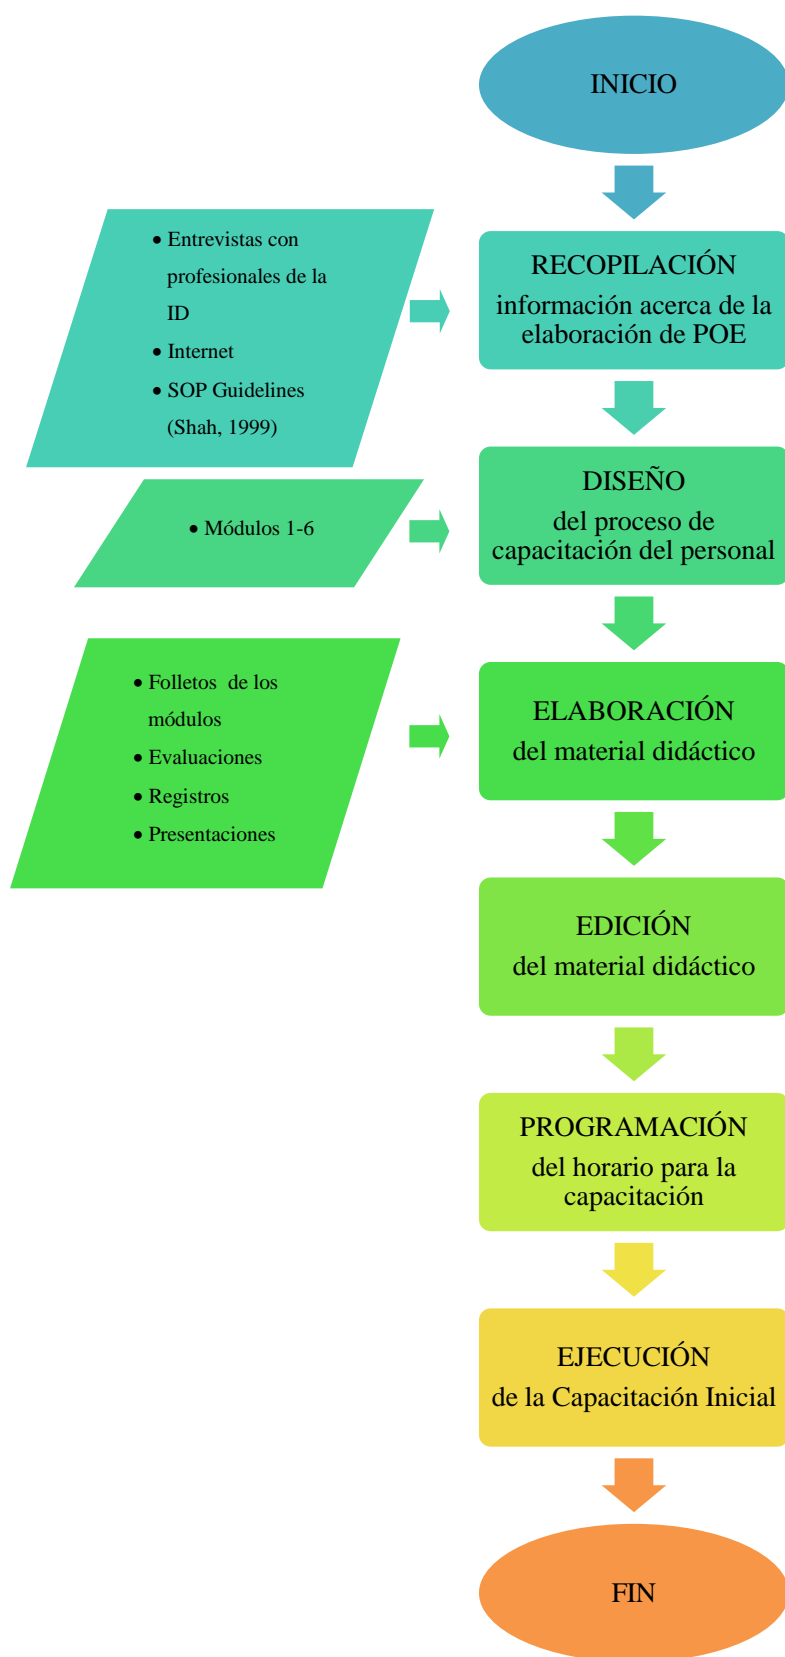 INICIO
• Entrevistas con
profesionales de la
ID
• Internet
• SOP Guidelines
(Shah, 1999)
RECOPILACIÓN
información acerca de la
elaboración de POE
• Módulos 1-6
DISEÑO
del proceso de
capacitación del personal
• Folletos de los
módulos
• Evaluaciones
• Registros
• Presentaciones
ELABORACIÓN
del material didáctico
EDICIÓN
del material didáctico
PROGRAMACIÓN
del horario para la
capacitación
EJECUCIÓN
de la Capacitación Inicial
FIN